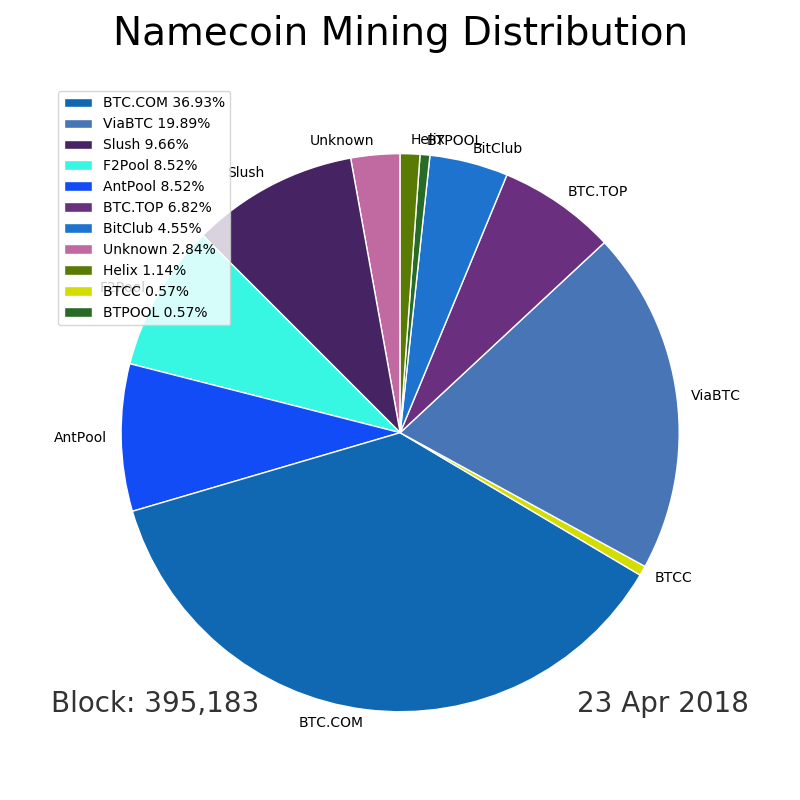 Namecoin Mining Distribution
BTC.COM 36.93%
ViaBTC 19.89%
Slush 9.66%
F2Pool 8.52%
AntPool 8.52%
BTC.TOP 6.82%
BitClub 4.55%
Unknown 2.84%
Helix 1.14%
BTCC 0.57%
BTPOOL 0.57%
Unknown
Helix
BTPOOL
BitClub
Slush
BTC.TOP
F2Pool
ViaBTC
AntPool
BTCC
Block: 395,183
23 Apr 2018
BTC.COM